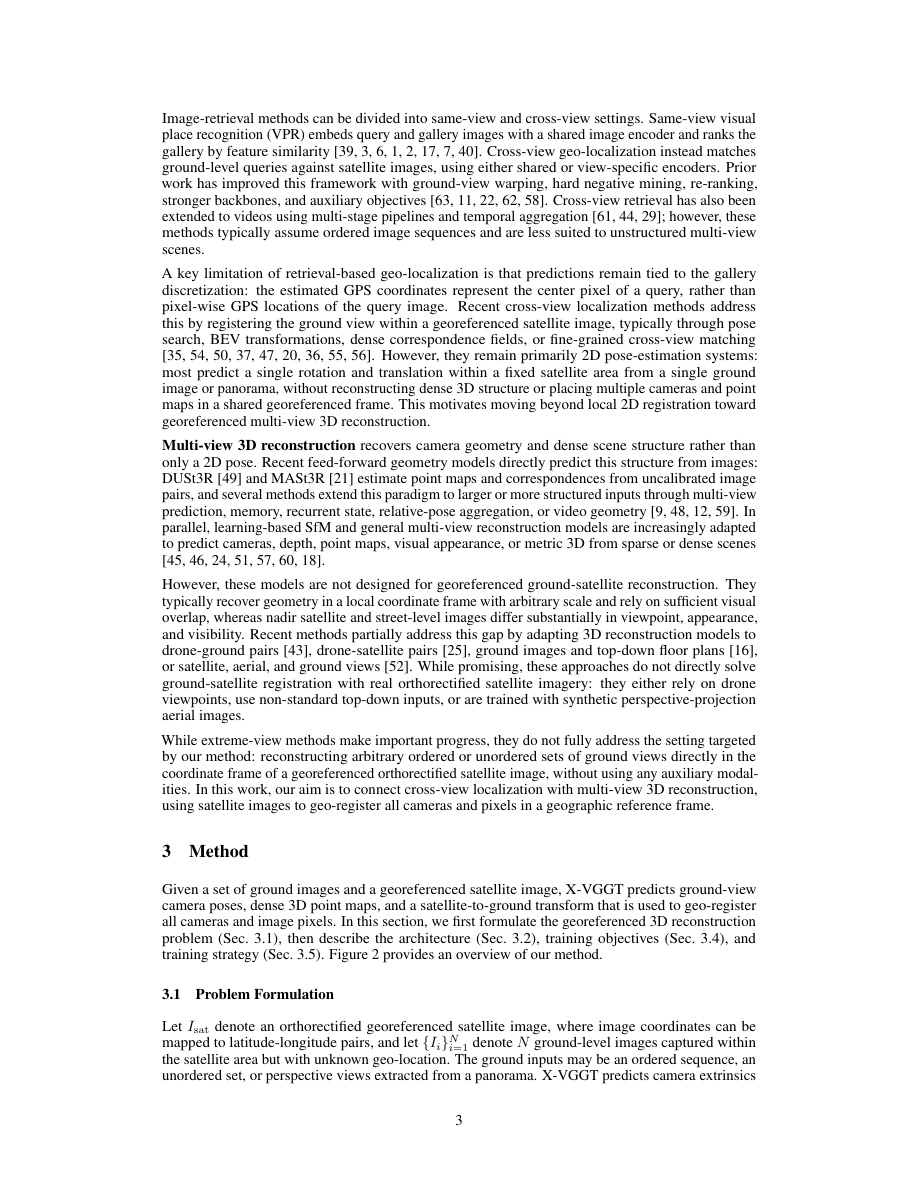 Image-retrieval methods can be divided into same-view and cross-view settings. Same-view visual
place recognition (VPR) embeds query and gallery images with a shared image encoder and ranks the
gallery by feature similarity [39, 3, 6, 1, 2, 17, 7, 40]. Cross-view geo-localization instead matches
ground-level queries against satellite images, using either shared or view-specific encoders. Prior
work has improved this framework with ground-view warping, hard negative mining, re-ranking,
stronger backbones, and auxiliary objectives [63, 11, 22, 62, 58]. Cross-view retrieval has also been
extended to videos using multi-stage pipelines and temporal aggregation [61, 44, 29]; however, these
methods typically assume ordered image sequences and are less suited to unstructured multi-view
scenes.
A key limitation of retrieval-based geo-localization is that predictions remain tied to the gallery
discretization: the estimated GPS coordinates represent the center pixel of a query, rather than
pixel-wise GPS locations of the query image. Recent cross-view localization methods address
this by registering the ground view within a georeferenced satellite image, typically through pose
search, BEV transformations, dense correspondence fields, or fine-grained cross-view matching
[35, 54, 50, 37, 47, 20, 36, 55, 56]. However, they remain primarily 2D pose-estimation systems:
most predict a single rotation and translation within a fixed satellite area from a single ground
image or panorama, without reconstructing dense 3D structure or placing multiple cameras and point
maps in a shared georeferenced frame. This motivates moving beyond local 2D registration toward
georeferenced multi-view 3D reconstruction.
Multi-view 3D reconstruction recovers camera geometry and dense scene structure rather than
only a 2D pose. Recent feed-forward geometry models directly predict this structure from images:
DUSt3R [49] and MASt3R [21] estimate point maps and correspondences from uncalibrated image
pairs, and several methods extend this paradigm to larger or more structured inputs through multi-view
prediction, memory, recurrent state, relative-pose aggregation, or video geometry [9, 48, 12, 59]. In
parallel, learning-based SfM and general multi-view reconstruction models are increasingly adapted
to predict cameras, depth, point maps, visual appearance, or metric 3D from sparse or dense scenes
[45, 46, 24, 51, 57, 60, 18].
However, these models are not designed for georeferenced ground-satellite reconstruction. They
typically recover geometry in a local coordinate frame with arbitrary scale and rely on sufficient visual
overlap, whereas nadir satellite and street-level images differ substantially in viewpoint, appearance,
and visibility. Recent methods partially address this gap by adapting 3D reconstruction models to
drone-ground pairs [43], drone-satellite pairs [25], ground images and top-down floor plans [16],
or satellite, aerial, and ground views [52]. While promising, these approaches do not directly solve
ground-satellite registration with real orthorectified satellite imagery: they either rely on drone
viewpoints, use non-standard top-down inputs, or are trained with synthetic perspective-projection
aerial images.
While extreme-view methods make important progress, they do not fully address the setting targeted
by our method: reconstructing arbitrary ordered or unordered sets of ground views directly in the
coordinate frame of a georeferenced orthorectified satellite image, without using any auxiliary modal-
ities. In this work, our aim is to connect cross-view localization with multi-view 3D reconstruction,
using satellite images to geo-register all cameras and pixels in a geographic reference frame.
3 Method
Given a set of ground images and a georeferenced satellite image, X-VGGT predicts ground-view
camera poses, dense 3D point maps, and a satellite-to-ground transform that is used to geo-register
all cameras and image pixels. In this section, we first formulate the georeferenced 3D reconstruction
problem (Sec. 3.1), then describe the architecture (Sec. 3.2), training objectives (Sec. 3.4), and
training strategy (Sec. 3.5). Figure 2 provides an overview of our method.
3.1 Problem Formulation
Let $I_{\text{sat}}$ denote an orthorectified georeferenced satellite image, where image coordinates can be
mapped to latitude-longitude pairs, and let $\{I_i\}_{i=1}^N$ denote $N$ ground-level images captured within
the satellite area but with unknown geo-location. The ground inputs may be an ordered sequence, an
unordered set, or perspective views extracted from a panorama. X-VGGT predicts camera extrinsics
3